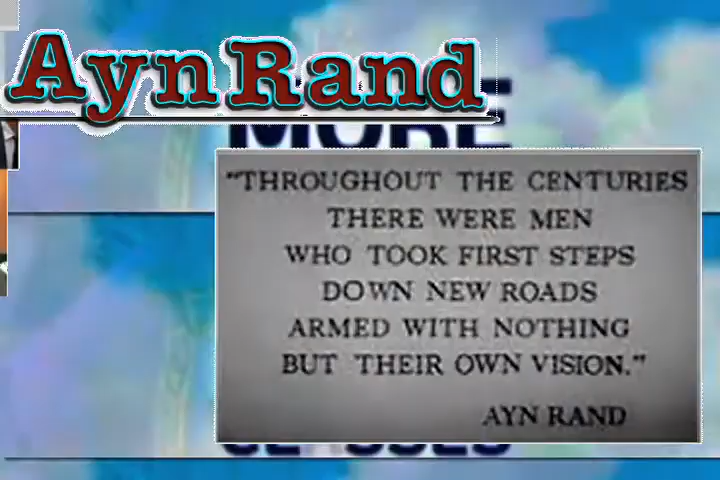 Ayn Rand
MORE
"THROUGHOUT THE CENTURIES
THERE WERE MEN
WHO TOOK FIRST STEPS
DOWN NEW ROADS
ARMED WITH NOTHING
BUT THEIR OWN VISION."
AYN RAND